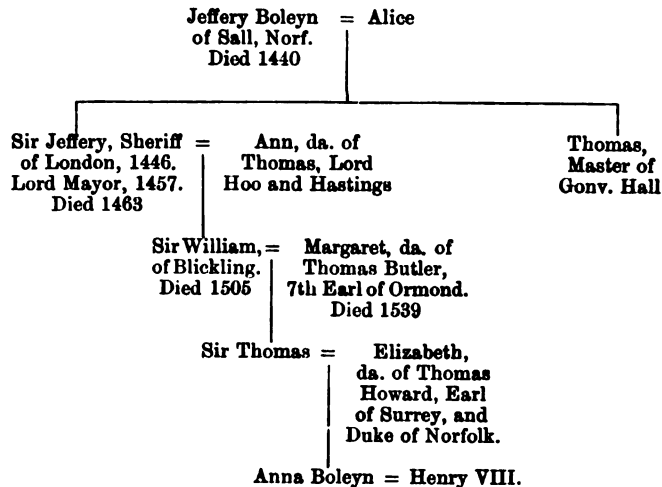 Jeffery Boleyn = Alice
of Sall, Norf.
Died 1440
Sir Jeffery, Sheriff =
of London, 1446.
Lord Mayor, 1457.
Died 1463
Ann, da. of
Thomas, Lord
Hoo and Hastings
Thomas,
Master of
Gonv. Hall
Sir William, =
of Blickling.
Died 1505
Margaret, da. of
Thomas Butler,
7th Earl of Ormond.
Died 1539
Sir Thomas =
Elizabeth,
da. of Thomas
Howard, Earl
of Surrey, and
Duke of Norfolk.
Anna Boleyn = Henry VIII.